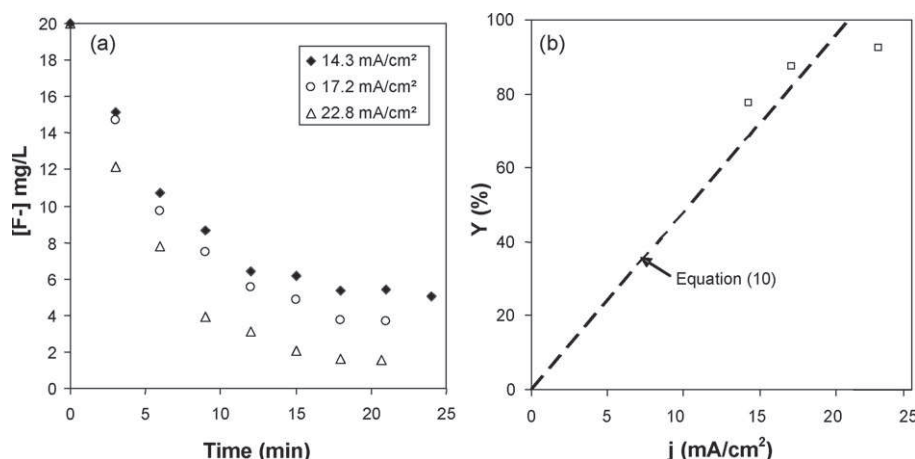 (a)
14.3 mA/cm²
17.2 mA/cm²
22.8 mA/cm²
[F-] mg/L
20
18
16
14
12
10
8
6
4
2
0
0 5 10 15 20 25
Time (min)
(b)
Y (%)
100
80
60
40
20
0
Equation (10)
0 5 10 15 20 25
j (mA/cm²)